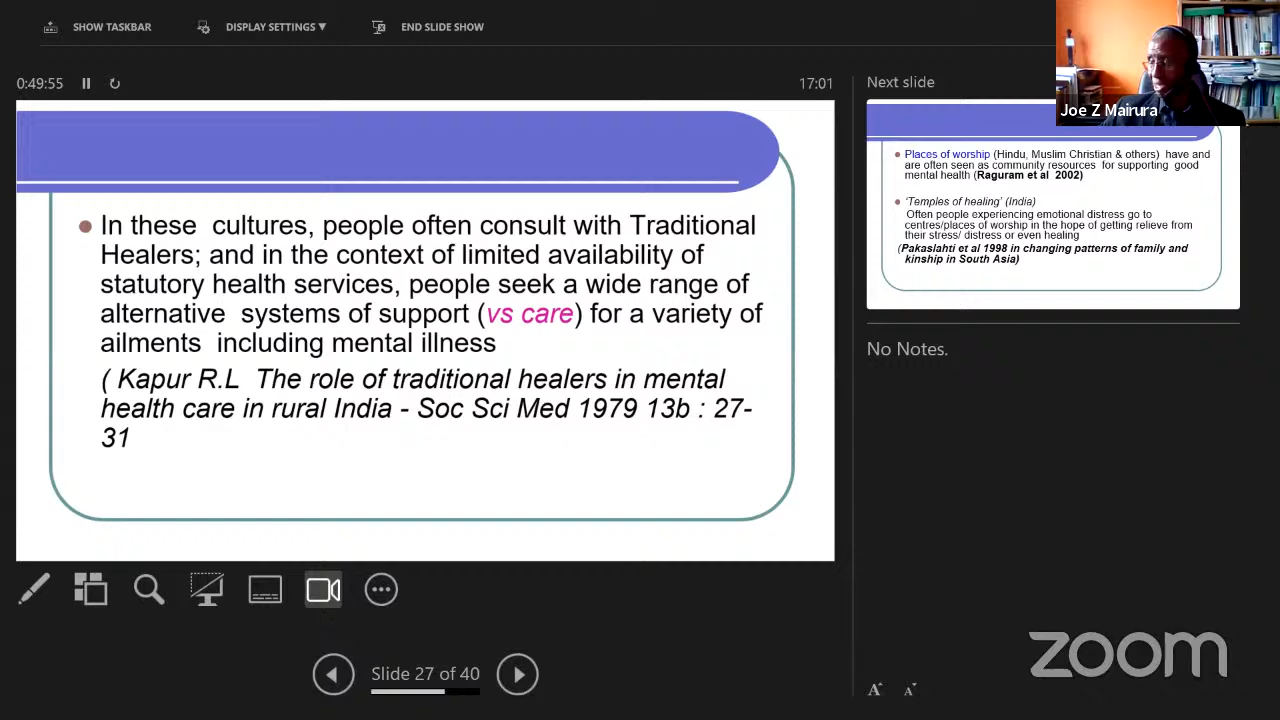 SHOW TASKBAR
DISPLAY SETTINGS ▼
END SLIDE SHOW
0:49:55
17:01
In these cultures, people often consult with Traditional
Healers; and in the context of limited availability of
statutory health services, people seek a wide range of
alternative systems of support (vs care) for a variety of
ailments including mental illness
( Kapur R.L The role of traditional healers in mental
health care in rural India - Soc Sci Med 1979 13b : 27-
31
Slide 27 of 40
Next slide
Joe Z Mairura
Places of worship (Hindu, Muslim Christian & others) have and
are often seen as community resources for supporting good
mental health (Raguram et al 2002)
‘Temples of healing’ (India)
Often people experiencing emotional distress go to
centres/places of worship in the hope of getting relieve from
their stress/ distress or even healing
(Pakaslahti et al 1998 in changing patterns of family and
kinship in South Asia)
No Notes.
zoom
A A